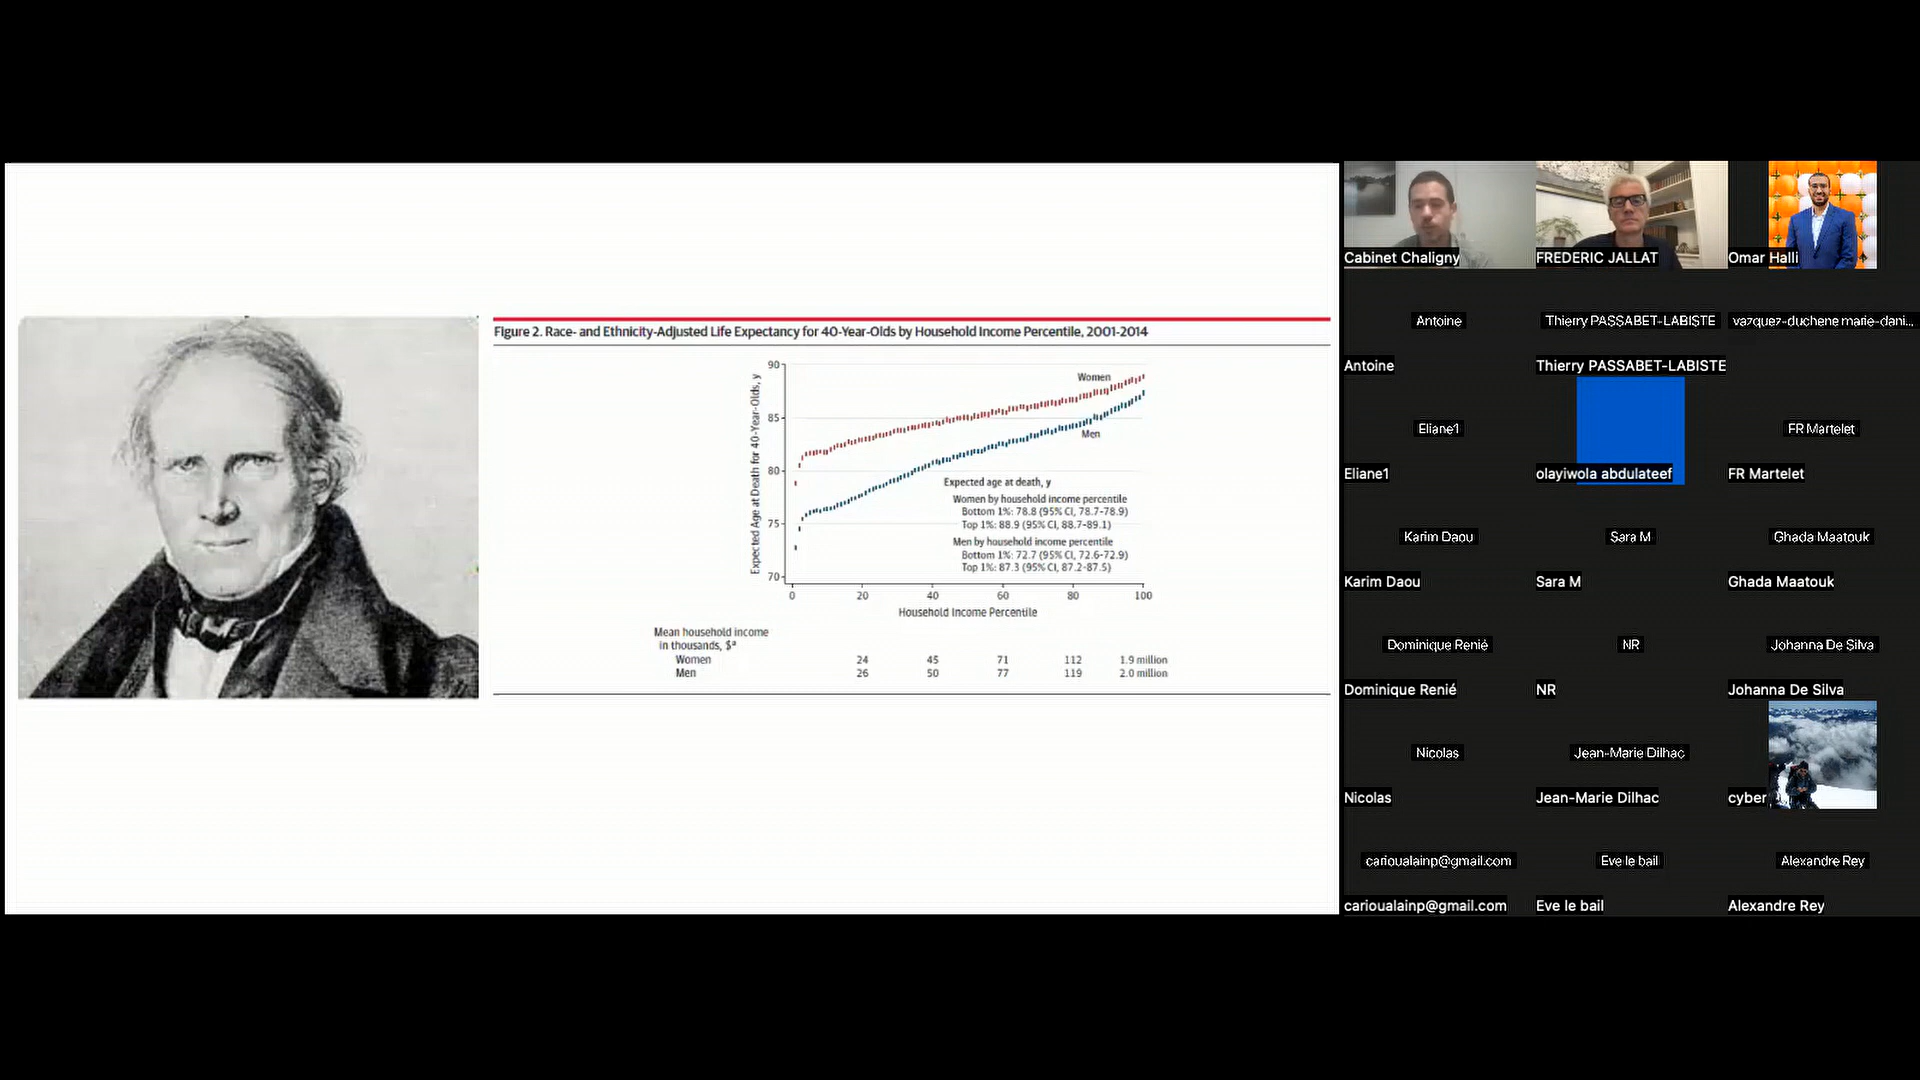 Figure 2. Race- and Ethnicity-Adjusted Life Expectancy for 40-Year-Olds by Household Income Percentile, 2001-2014
Expected Age at Death for 40-Year-Olds, y
90
85
80
75
70
Women
Men
Expected age at death, y
Women by household income percentile
Bottom 1%: 78.8 (95% CI, 78.7-78.9)
Top 1%: 88.9 (95% CI, 88.7-89.1)
Men by household income percentile
Bottom 1%: 72.7 (95% CI, 72.6-72.9)
Top 1%: 87.3 (95% CI, 87.2-87.5)
0 20 40 60 80 100
Household Income Percentile
Mean household income
in thousands, $a
Women 24 45 71 112 1.9 million
Men 26 50 77 119 2.0 million
Cabinet Chaligny
FREDERIC JALLAT
Omar Halli
Antoine
Thierry PASSABET-LABISTE
vazquez-duchene marie-dani...
Antoine
Thierry PASSABET-LABISTE
Eliane1
FR Martelet
Eliane1
olayiwola abdulateef
FR Martelet
Karim Daou
Sara M
Ghada Maatouk
Karim Daou
Sara M
Ghada Maatouk
Dominique Renié
NR
Johanna De Silva
Dominique Renié
NR
Johanna De Silva
Nicolas
Jean-Marie Dilhac
Nicolas
Jean-Marie Dilhac
cyber
carioualainp@gmail.com
Eve le bail
Alexandre Rey
carioualainp@gmail.com
Eve le bail
Alexandre Rey